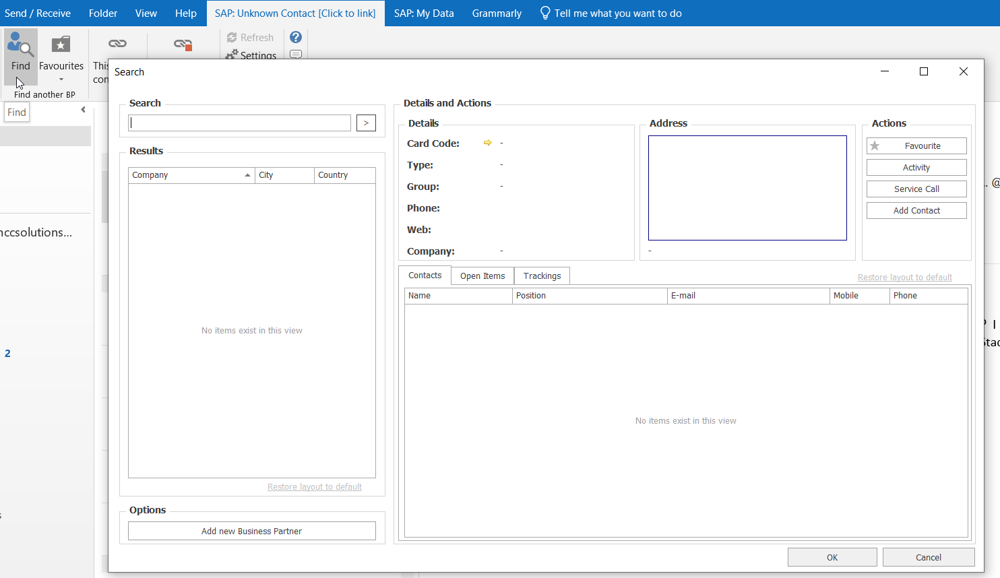 Send / Receive Folder View Help SAP: Unknown Contact [Click to link] SAP: My Data Grammarly Tell me what you want to do
Refresh
Settings
Find Favourites
Find another BP
Find
Search
Search
>
Results
Company City Country
No items exist in this view
Restore layout to default
Options
Add new Business Partner
Details and Actions
Details
Card Code: -
Type: -
Group: -
Phone:
Web:
Company: -
Address
-
Actions
Favourite
Activity
Service Call
Add Contact
Contacts Open Items Trackings
Restore layout to default
Name Position E-mail Mobile Phone
No items exist in this view
OK Cancel
nccsolutions...
2